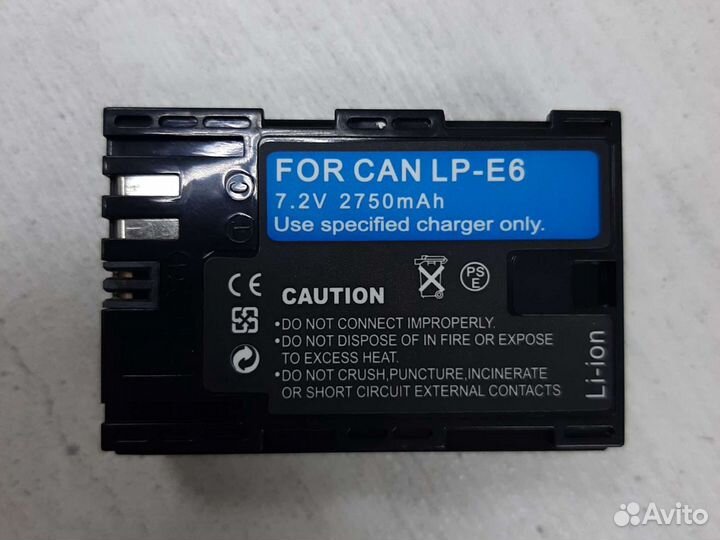 FOR CAN LP-E6
7.2V 2750mAh
Use specified charger only.
CE
PS
E
CAUTION
•DO NOT CONNECT IMPROPERLY.
•DO NOT DISPOSE OF IN FIRE OR EXPOSE
TO EXCESS HEAT.
•DO NOT CRUSH,PUNCTURE,INCINERATE
OR SHORT CIRCUIT EXTERNAL CONTACTS
Li-ion
Avito